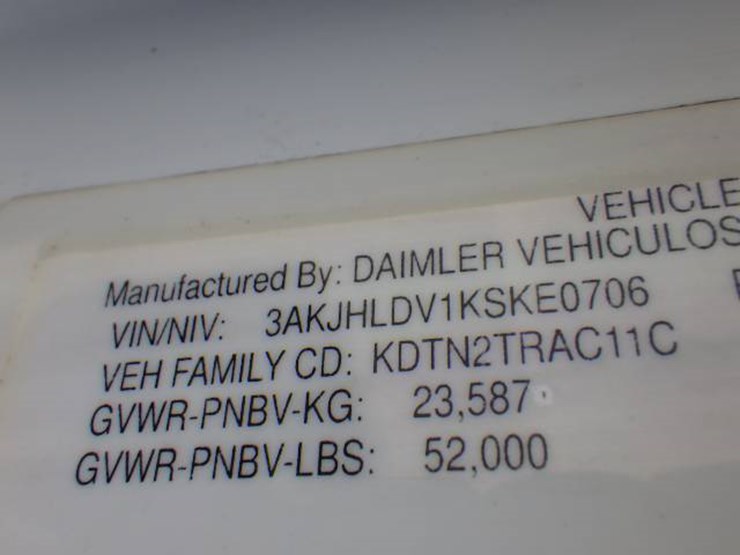 VEHICLE
Manufactured By: DAIMLER VEHICULOS
VIN/NIV: 3AKJHLDV1KSKE0706
VEH FAMILY CD: KDTN2TRAC11C
GVWR-PNBV-KG: 23,587
GVWR-PNBV-LBS: 52,000